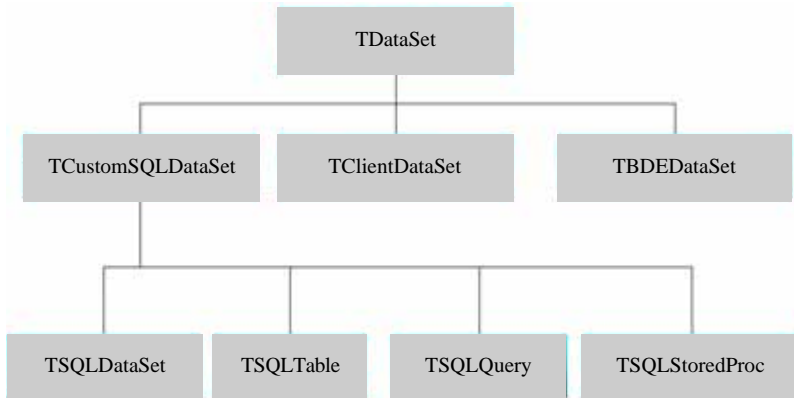 TDataSet
TCustomSQLDataSet
TClientDataSet
TBDEDataSet
TSQLDataSet
TSQLTable
TSQLQuery
TSQLStoredProc